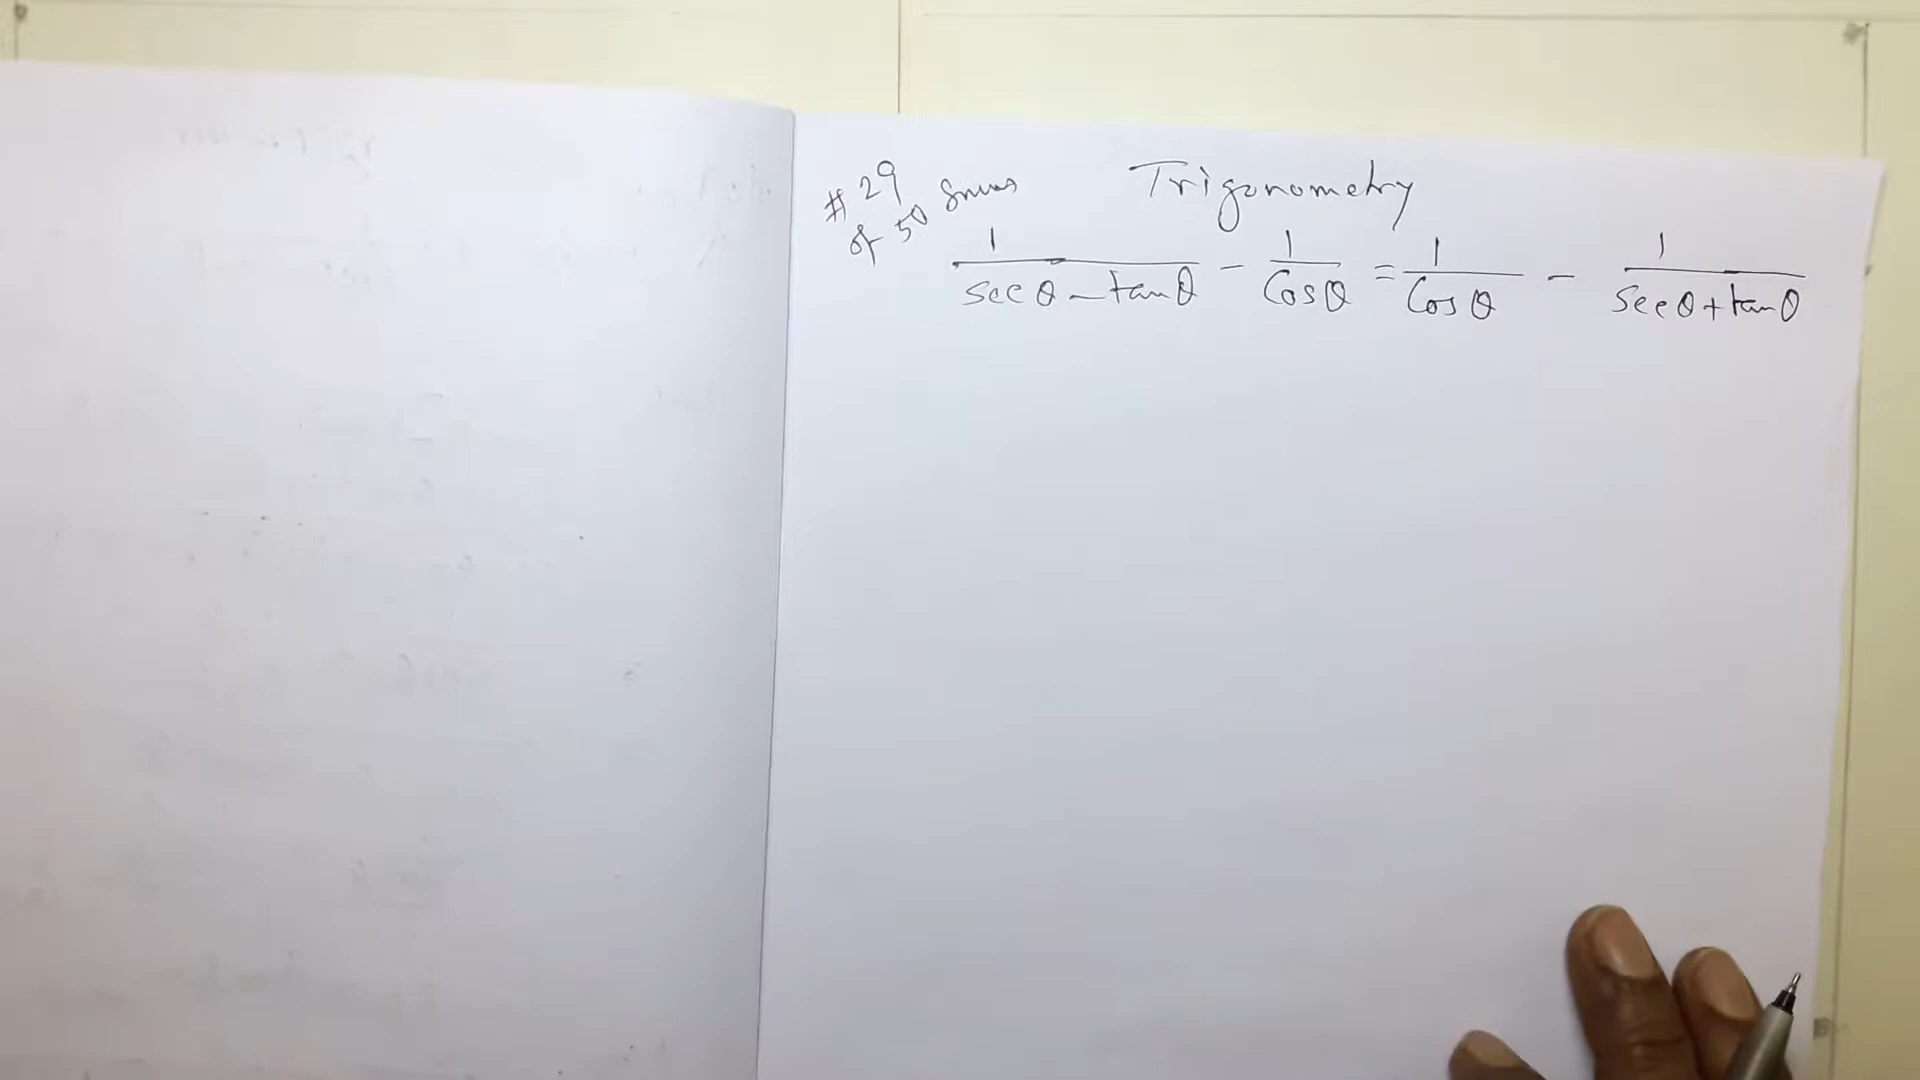 Trigonometry
# 29
of 50
1/(sec θ - tan θ) - 1/Cos θ = 1/Cos θ - 1/(sec θ + tan θ)